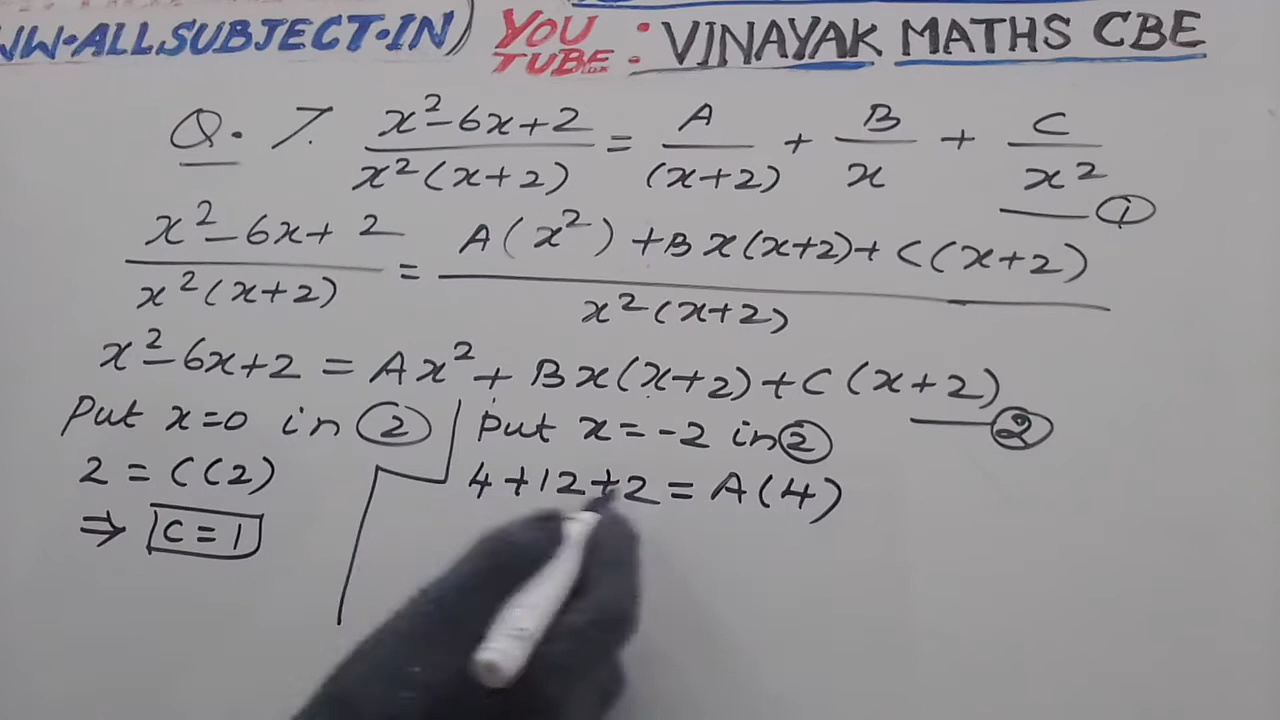 WW.ALLSUBJECT.IN) YOU TUBE : VINAYAK MATHS CBE
Q. 7. x²-6x+2 / x²(x+2) = A / (x+2) + B / x + C / x² — ①
x²-6x+2 / x²(x+2) = A(x²)+Bx(x+2)+C(x+2) / x²(x+2)
x²-6x+2 = Ax²+Bx(x+2)+C(x+2) — ②
Put x=0 in ②
2 = C(2)
⇒ C=1
Put x=-2 in ②
4+12+2 = A(4)